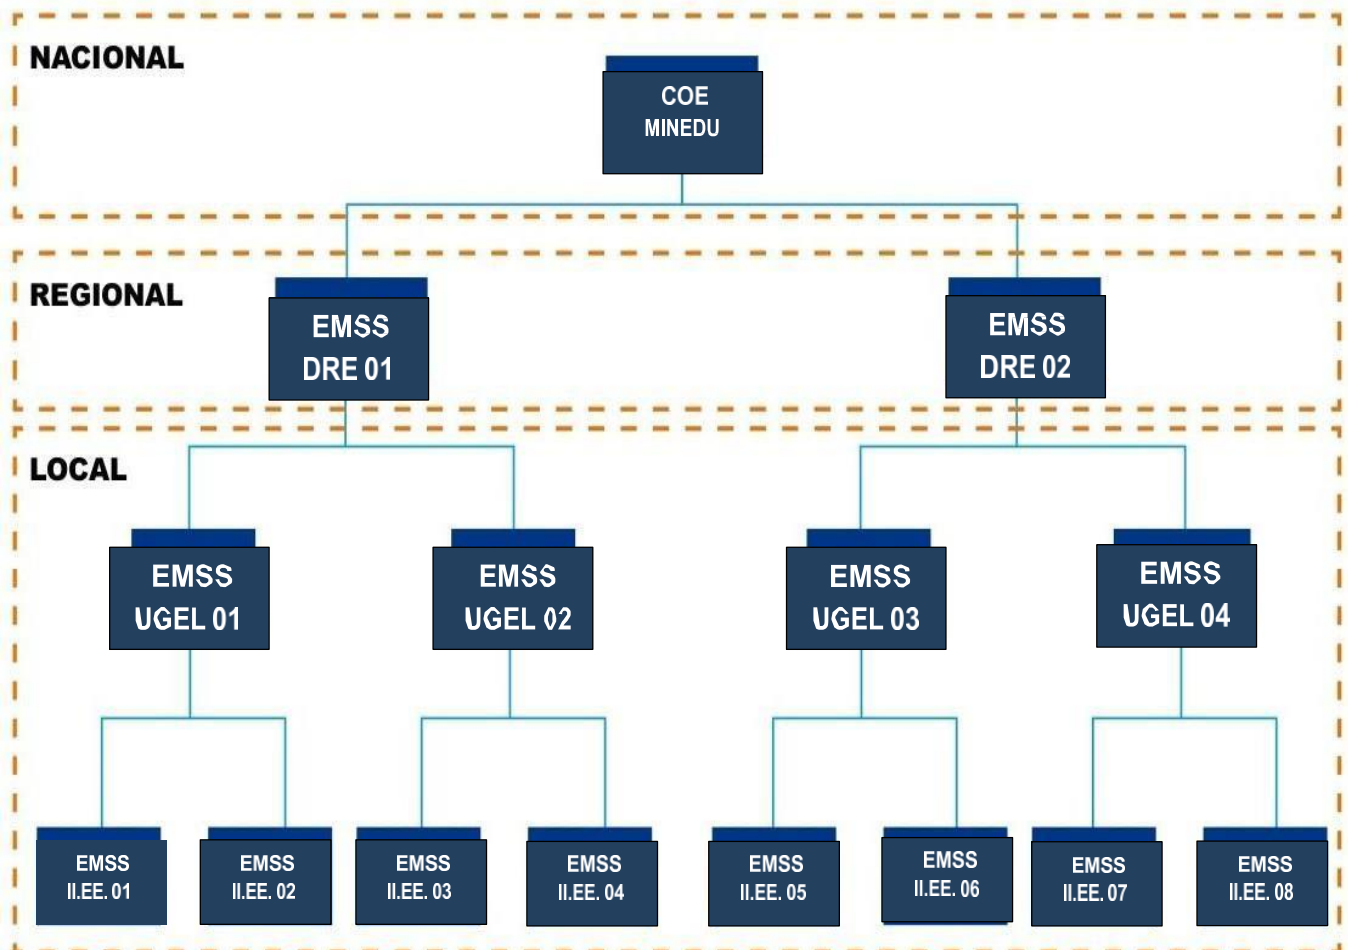 NACIONAL
COE
MINEDU
REGIONAL
EMSS
DRE 01
EMSS
DRE 02
LOCAL
EMSS
UGEL 01
EMSS
UGEL 02
EMSS
UGEL 03
EMSS
UGEL 04
EMSS
II.EE. 01
EMSS
II.EE. 02
EMSS
II.EE. 03
EMSS
II.EE. 04
EMSS
II.EE. 05
EMSS
II.EE. 06
EMSS
II.EE. 07
EMSS
II.EE. 08